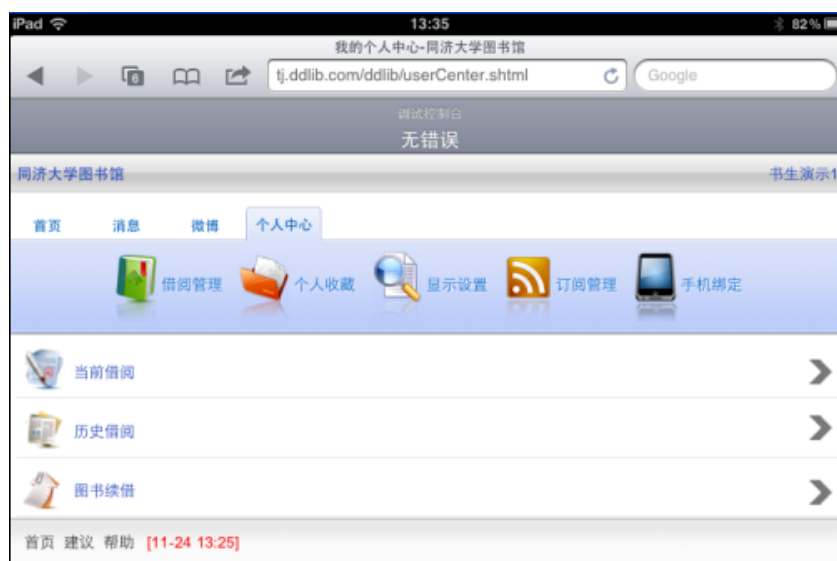 iPad 13:35 82%
我的个人中心-同济大学图书馆
6 tj.ddlib.com/ddlib/userCenter.shtml Google
调试控制台
无错误
同济大学图书馆 书生演示1
首页 消息 微博 个人中心
借阅管理 个人收藏 显示设置 订阅管理 手机绑定
当前借阅
历史借阅
图书续借
首页 建议 帮助 [11-24 13:25]